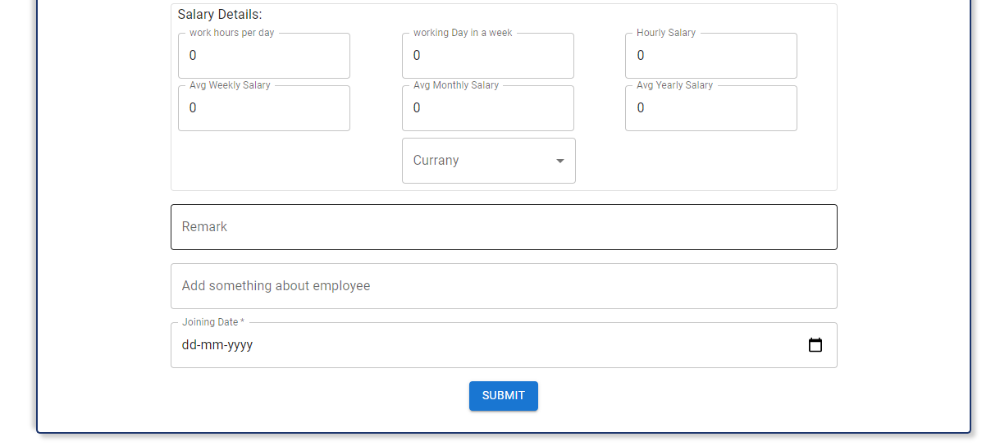 Salary Details:
work hours per day
working Day in a week
Hourly Salary
0
0
0
Avg Weekly Salary
Avg Monthly Salary
Avg Yearly Salary
0
0
0
Currany
Remark
Add something about employee
Joining Date *
dd-mm-yyyy
SUBMIT